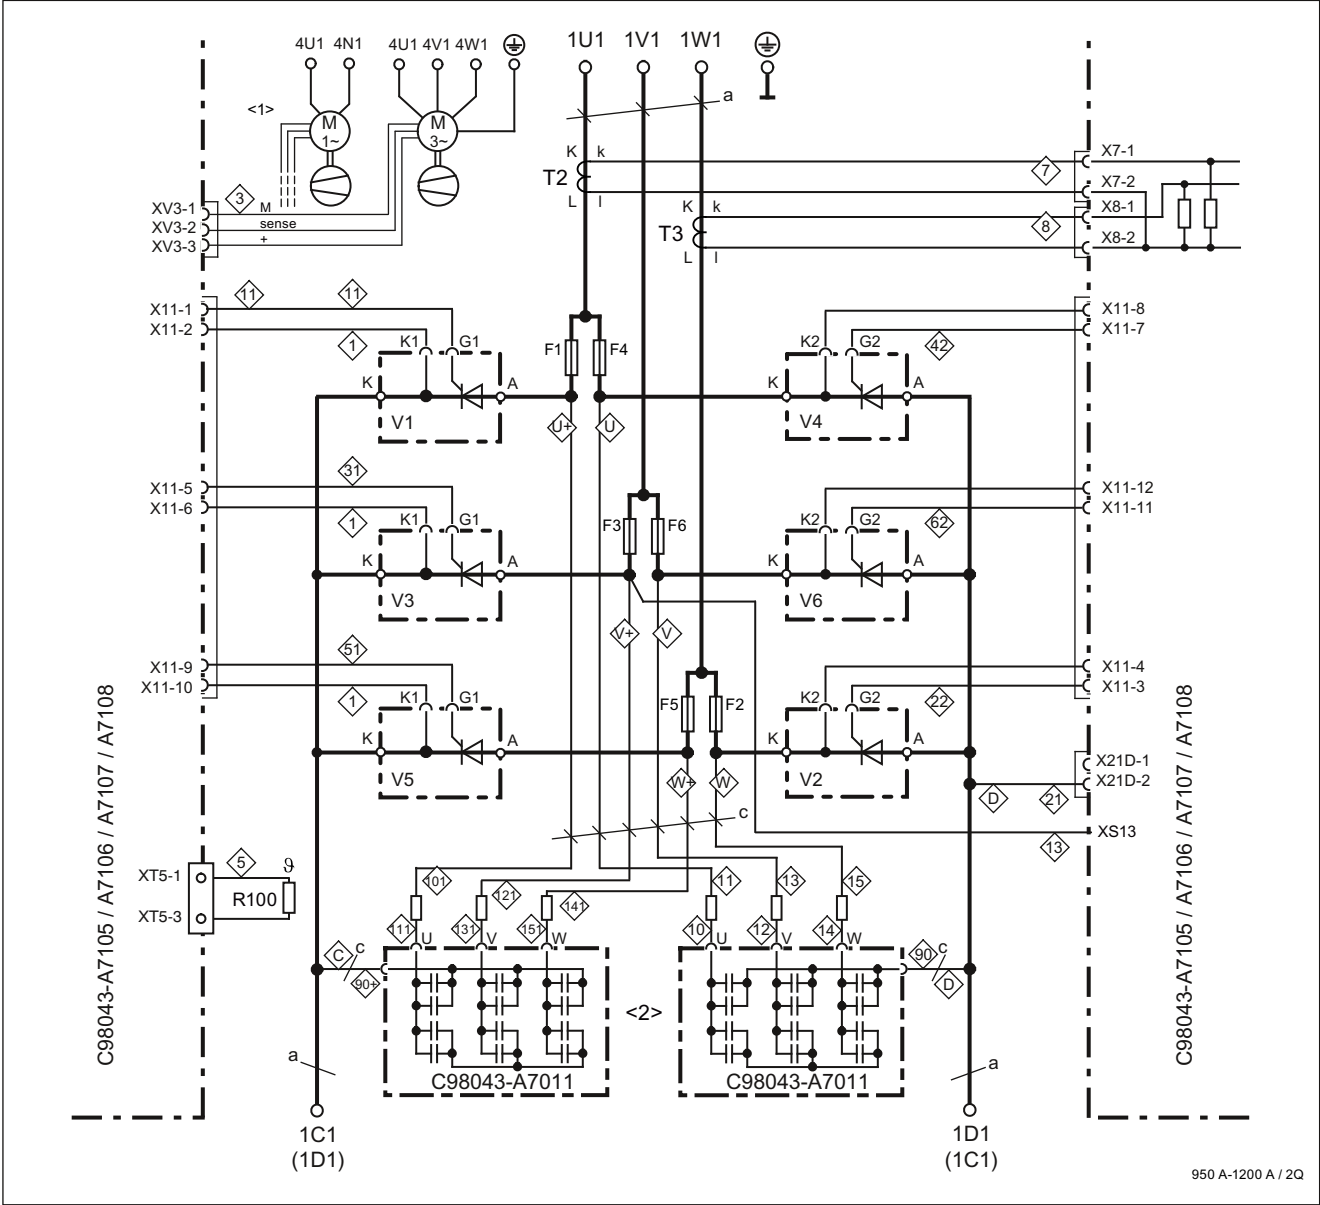 4U1 4N1 4U1 4V1 4W1 1U1 1V1 1W1
a
<1>
M
1~
M
3~
K k
T2
L l
7
X7-1
X7-2
K k
T3
L l
8
X8-1
X8-2
XV3-1
XV3-2
XV3-3
3
M
sense
+
X11-1
X11-2
11
11
1
K1 G1
K A
V1
F1 F4
U+ U
K2 G2
K A
V4
42
X11-8
X11-7
X11-5
X11-6
31
1
K1 G1
K A
V3
F3 F6
V+ V
K2 G2
K A
V6
62
X11-12
X11-11
X11-9
X11-10
51
1
K1 G1
K A
V5
F5 F2
W+ W
K2 G2
K A
V2
22
X11-4
X11-3
X21D-1
X21D-2
D 21
XS13
13
c
C98043-A7105 / A7106 / A7107 / A7108
C98043-A7105 / A7106 / A7107 / A7108
XT5-1
XT5-3
5
ϑ
R100
101 121 141 11 13 15
111 131 151 10 12 14
U V W U V W
C c
90+
90 c
D
<2>
C98043-A7011 C98043-A7011
a a
1C1
(1D1)
1D1
(1C1)
950 A-1200 A / 2Q